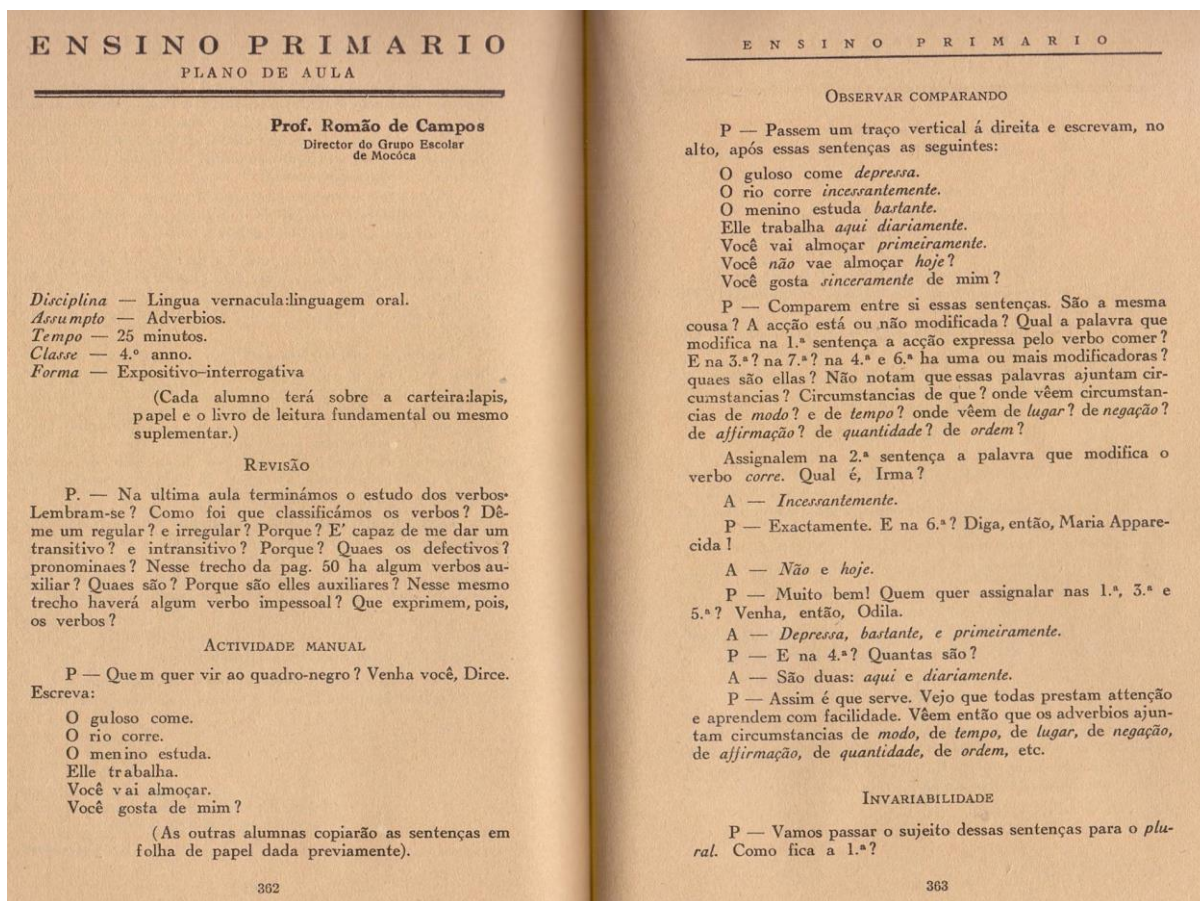 ENSINO PRIMARIO
PLANO DE AULA
Prof. Romão de Campos
Director do Grupo Escolar
de Mocóca
Disciplina — Lingua vernacula:linguagem oral.
Assumpto — Adverbios.
Tempo — 25 minutos.
Classe — 4.º anno.
Forma — Expositivo-interrogativa
(Cada alumno terá sobre a carteira:lapis,
papel e o livro de leitura fundamental ou mesmo
suplementar.)
REVISÃO
P. — Na ultima aula terminámos o estudo dos verbos.
Lembram-se? Como foi que classificámos os verbos? Dê-
me um regular? e irregular? Porque? E' capaz de me dar um
transitivo? e intransitivo? Porque? Quaes os defectivos?
pronominaes? Nesse trecho da pag. 50 ha algum verbos au-
xiliar? Quaes são? Porque são elles auxiliares? Nesse mesmo
trecho haverá algum verbo impessoal? Que exprimem, pois,
os verbos?
ACTIVIDADE MANUAL
P — Quem quer vir ao quadro-negro? Venha você, Dirce.
Escreva:
O guloso come.
O rio corre.
O menino estuda.
Elle trabalha.
Você vai almoçar.
Você gosta de mim?
(As outras alumnas copiarão as sentenças em
folha de papel dada previamente).
362
ENSINO PRIMARIO
OBSERVAR COMPARANDO
P — Passem um traço vertical á direita e escrevam, no
alto, após essas sentenças as seguintes:
O guloso come depressa.
O rio corre incessantemente.
O menino estuda bastante.
Elle trabalha aqui diariamente.
Você vai almoçar primeiramente.
Você não vae almoçar hoje?
Você gosta sinceramente de mim?
P — Comparem entre si essas sentenças. São a mesma
cousa? A acção está ou não modificada? Qual a palavra que
modifica na 1.ª sentença a acção expressa pelo verbo comer?
E na 3.ª? na 7.ª? na 4.ª e 6.ª ha uma ou mais modificadoras?
quaes são ellas? Não notam que essas palavras ajuntam cir-
cumstancias? Circumstancias de que? onde vêem circumstan-
cias de modo? e de tempo? onde vêem de lugar? de negação?
de affirmação? de quantidade? de ordem?
Assignalem na 2.ª sentença a palavra que modifica o
verbo corre. Qual é, Irma?
A — Incessantemente.
P — Exactamente. E na 6.ª? Diga, então, Maria Appare-
cida!
A — Não e hoje.
P — Muito bem! Quem quer assignalar nas 1.ª, 3.ª e
5.ª? Venha, então, Odila.
A — Depressa, bastante, e primeiramente.
P — E na 4.ª? Quantas são?
A — São duas: aqui e diariamente.
P — Assim é que serve. Vejo que todas prestam attenção
e aprendem com facilidade. Vêem então que os adverbios ajun-
tam circumstancias de modo, de tempo, de lugar, de negação,
de affirmação, de quantidade, de ordem, etc.
INVARIABILIDADE
P — Vamos passar o sujeito dessas sentenças para o plu-
ral. Como fica a 1.ª?
363